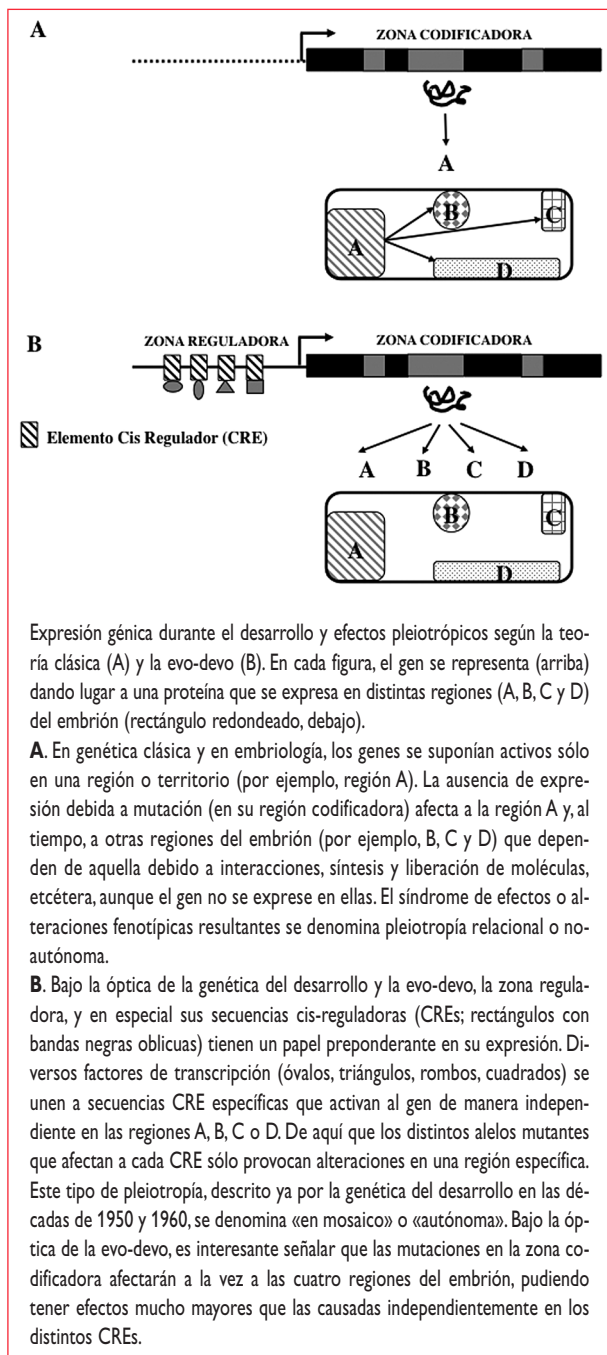 A
ZONA CODIFICADORA
A
B
C
A
D
B
ZONA REGULADORA
ZONA CODIFICADORA
Elemento Cis Regulador (CRE)
A B C D
B
C
A
D
Expresión génica durante el desarrollo y efectos pleiotrópicos según la teo-
ría clásica (A) y la evo-devo (B). En cada figura, el gen se representa (arriba)
dando lugar a una proteína que se expresa en distintas regiones (A, B, C y D)
del embrión (rectángulo redondeado, debajo).
A. En genética clásica y en embriología, los genes se suponían activos sólo
en una región o territorio (por ejemplo, región A). La ausencia de expre-
sión debida a mutación (en su región codificadora) afecta a la región A y, al
tiempo, a otras regiones del embrión (por ejemplo, B, C y D) que depen-
den de aquella debido a interacciones, síntesis y liberación de moléculas,
etcétera, aunque el gen no se exprese en ellas. El síndrome de efectos o al-
teraciones fenotípicas resultantes se denomina pleiotropía relacional o no-
autónoma.
B. Bajo la óptica de la genética del desarrollo y la evo-devo, la zona regula-
dora, y en especial sus secuencias cis-reguladoras (CREs; rectángulos con
bandas negras oblicuas) tienen un papel preponderante en su expresión. Di-
versos factores de transcripción (óvalos, triángulos, rombos, cuadrados) se
unen a secuencias CRE específicas que activan al gen de manera indepen-
diente en las regiones A, B, C o D. De aquí que los distintos alelos mutantes
que afectan a cada CRE sólo provocan alteraciones en una región específica.
Este tipo de pleiotropía, descrito ya por la genética del desarrollo en las dé-
cadas de 1950 y 1960, se denomina «en mosaico» o «autónoma». Bajo la óp-
tica de la evo-devo, es interesante señalar que las mutaciones en la zona co-
dificadora afectarán a la vez a las cuatro regiones del embrión, pudiendo
tener efectos mucho mayores que las causadas independientemente en los
distintos CREs.